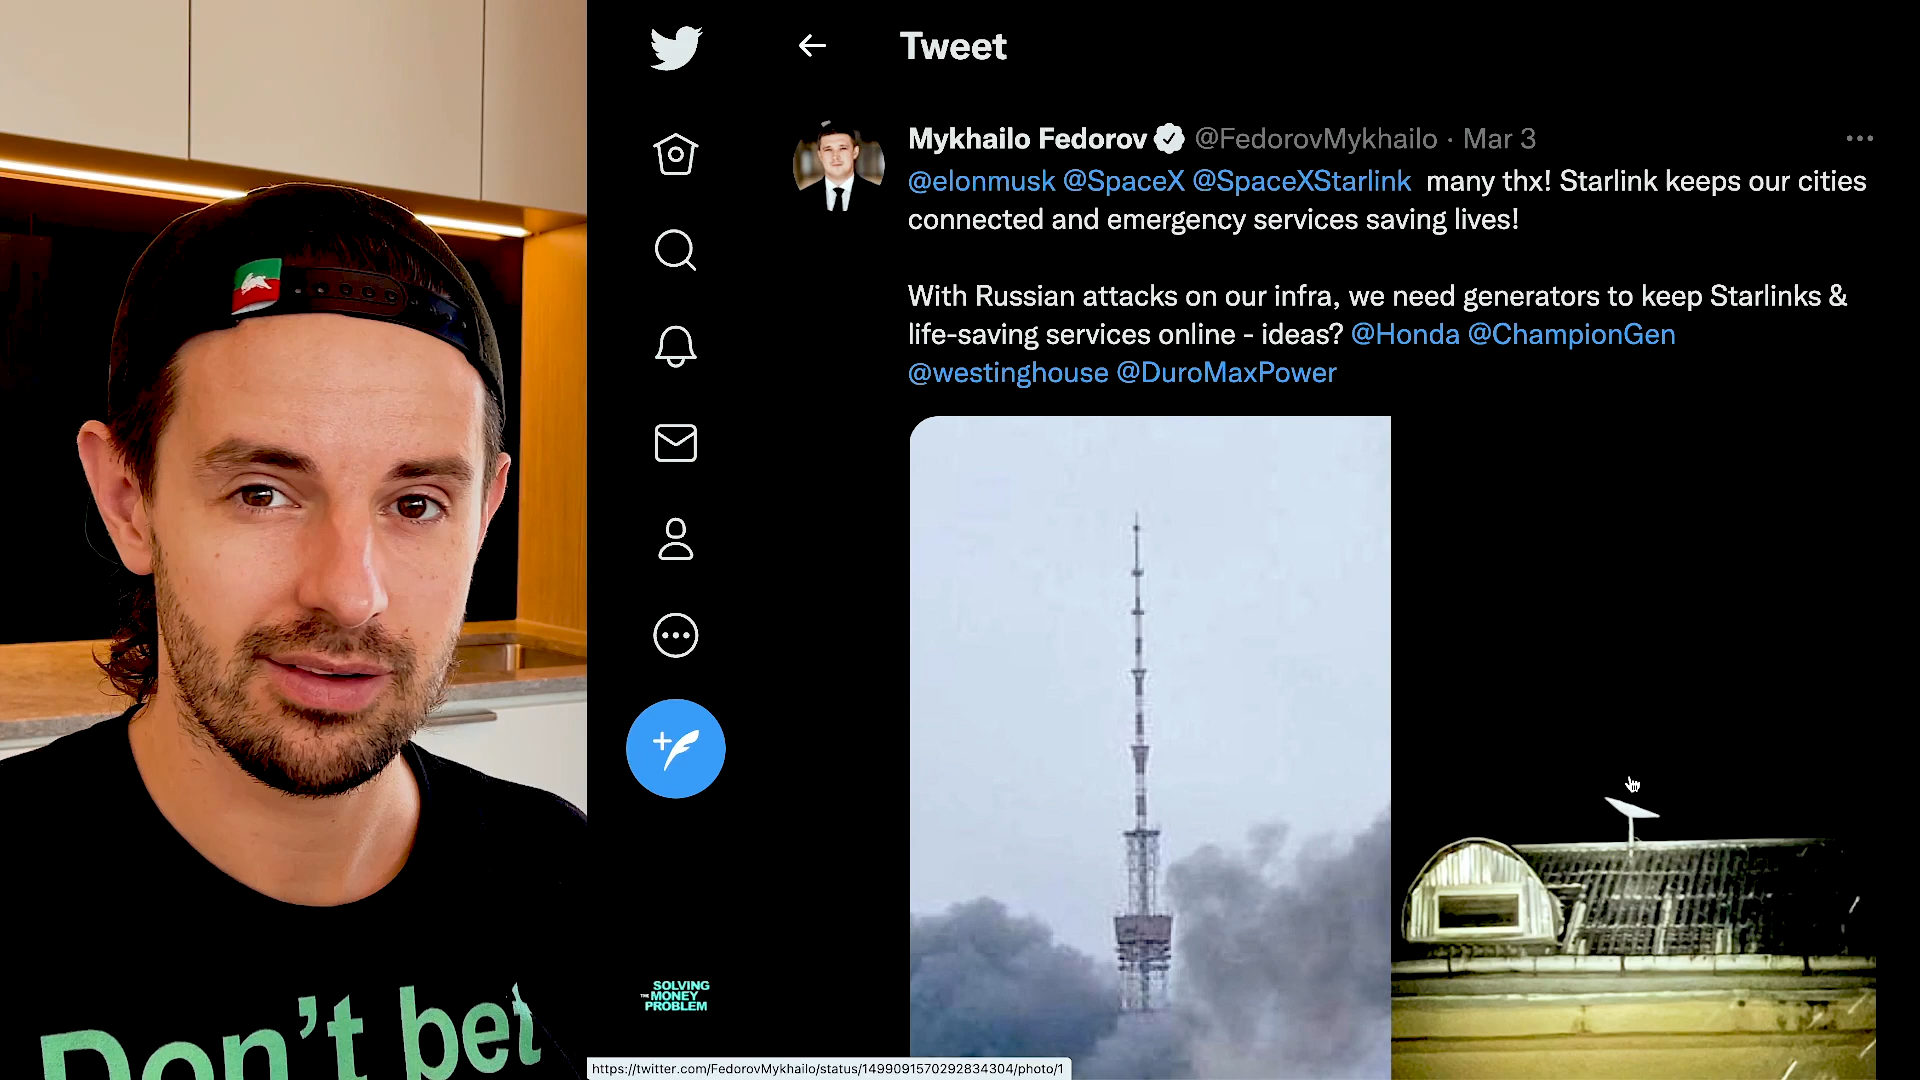 Tweet
Mykhailo Fedorov @FedorovMykhailo · Mar 3
@elonmusk @SpaceX @SpaceXStarlink many thx! Starlink keeps our cities
connected and emergency services saving lives!
With Russian attacks on our infra, we need generators to keep Starlinks &
life-saving services online - ideas? @Honda @ChampionGen
@westinghouse @DuroMaxPower
SOLVING
THE MONEY
PROBLEM
Don't bet
https://twitter.com/FedorovMykhailo/status/1499091570292834304/photo/1